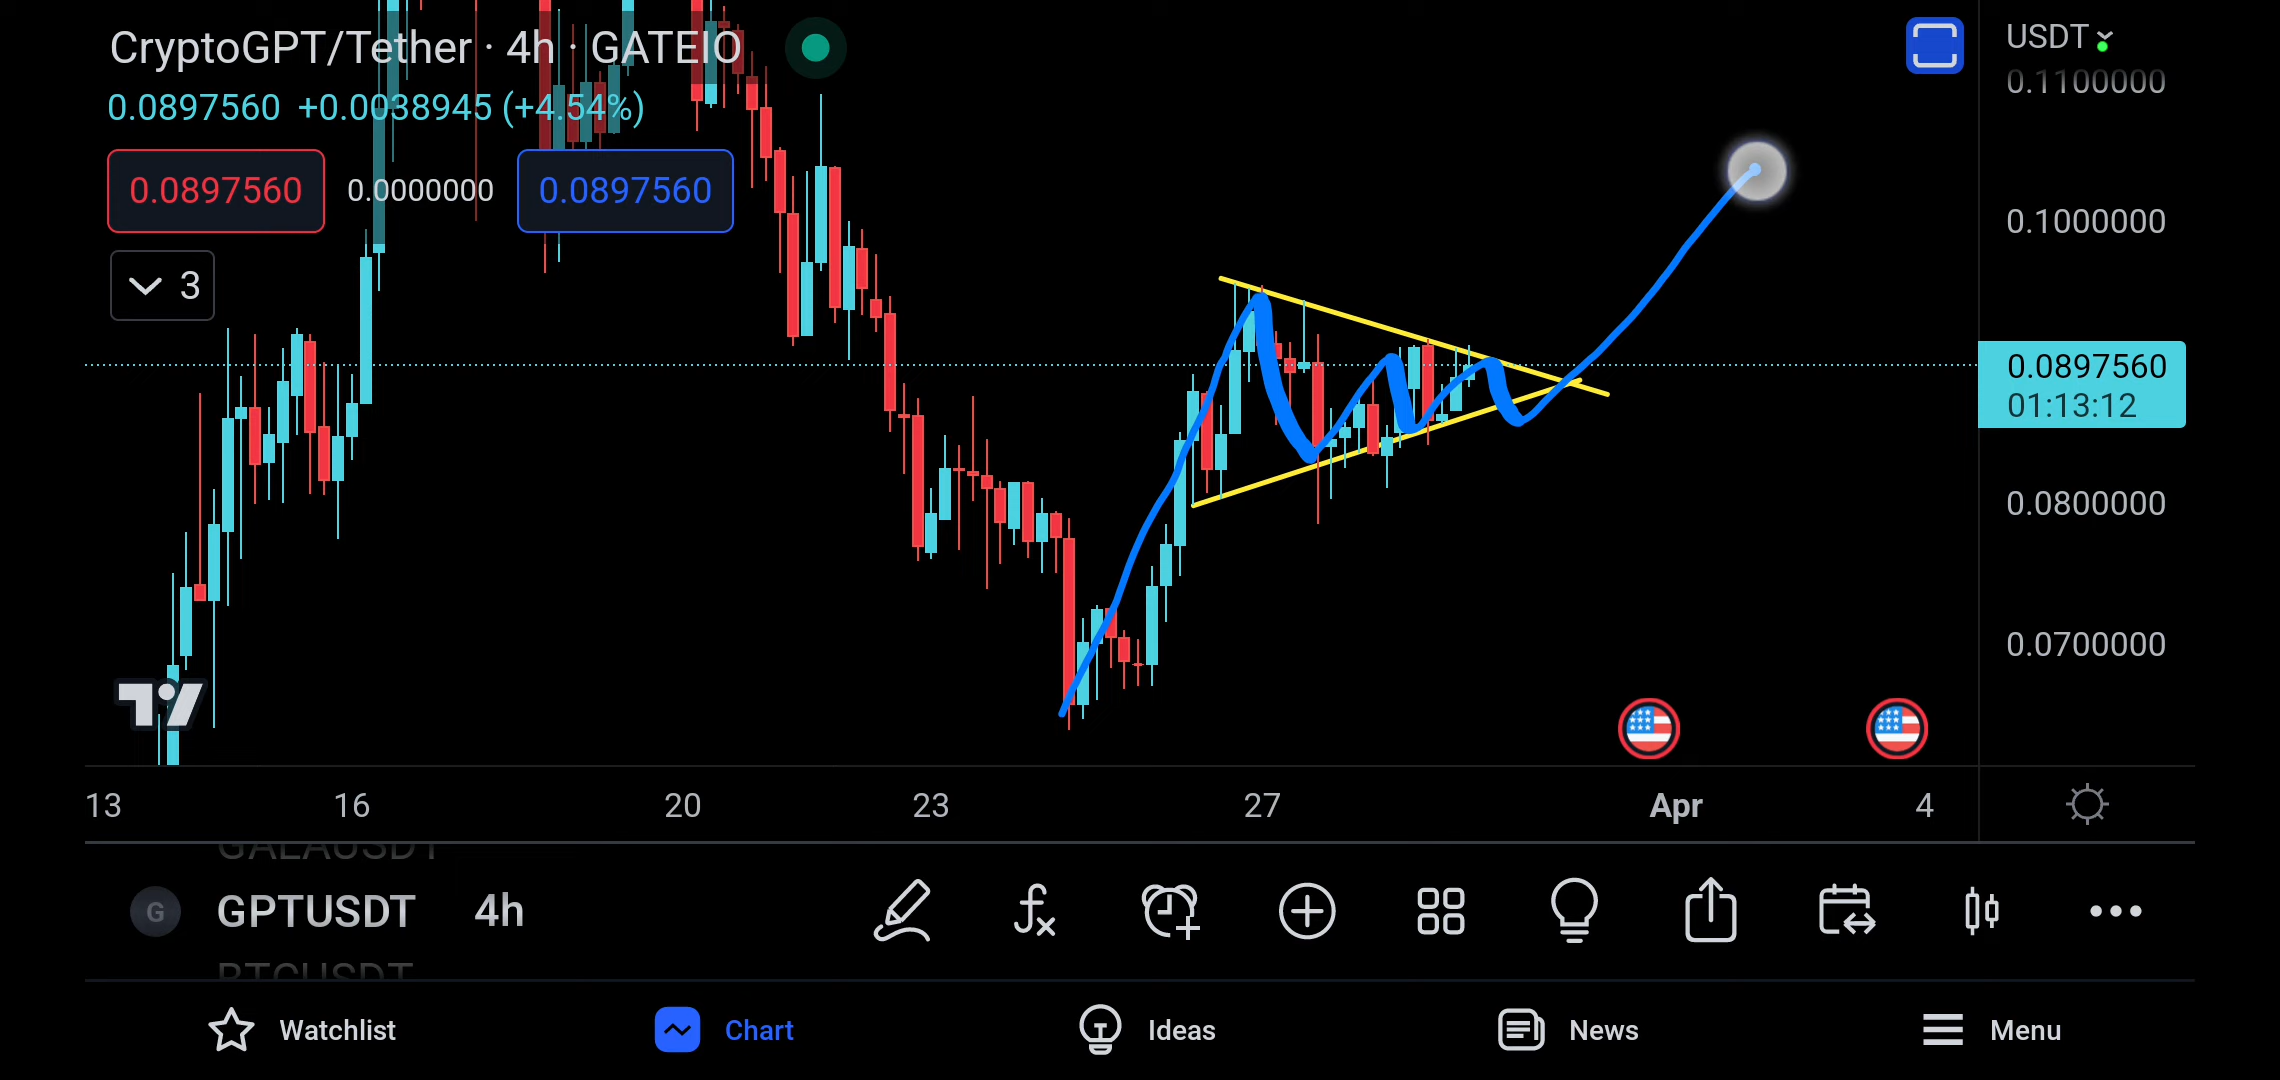 CryptoGPT/Tether · 4h · GATEIO
USDT
0.1100000
0.0897560 +0.0038945 (+4.54%)
0.0897560 0.0000000 0.0897560
0.1000000
3
0.0897560
01:13:12
0.0800000
0.0700000
13 16 20 23 27 Apr 4
GALAUSDT
G GPTUSDT 4h
BTCUSDT
Watchlist Chart Ideas News Menu